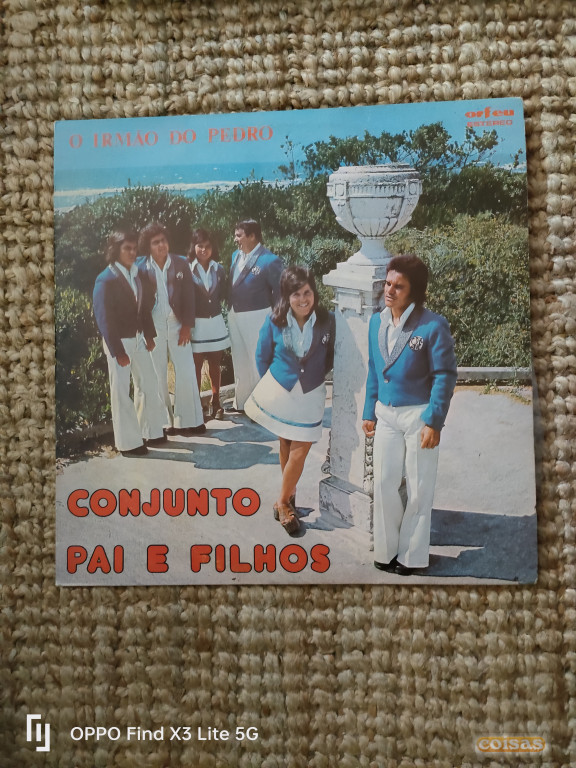 orfeu
ESTEREO
O IRMÃO DO PEDRO
CONJUNTO
PAI E FILHOS
OPPO Find X3 Lite 5G
coisas